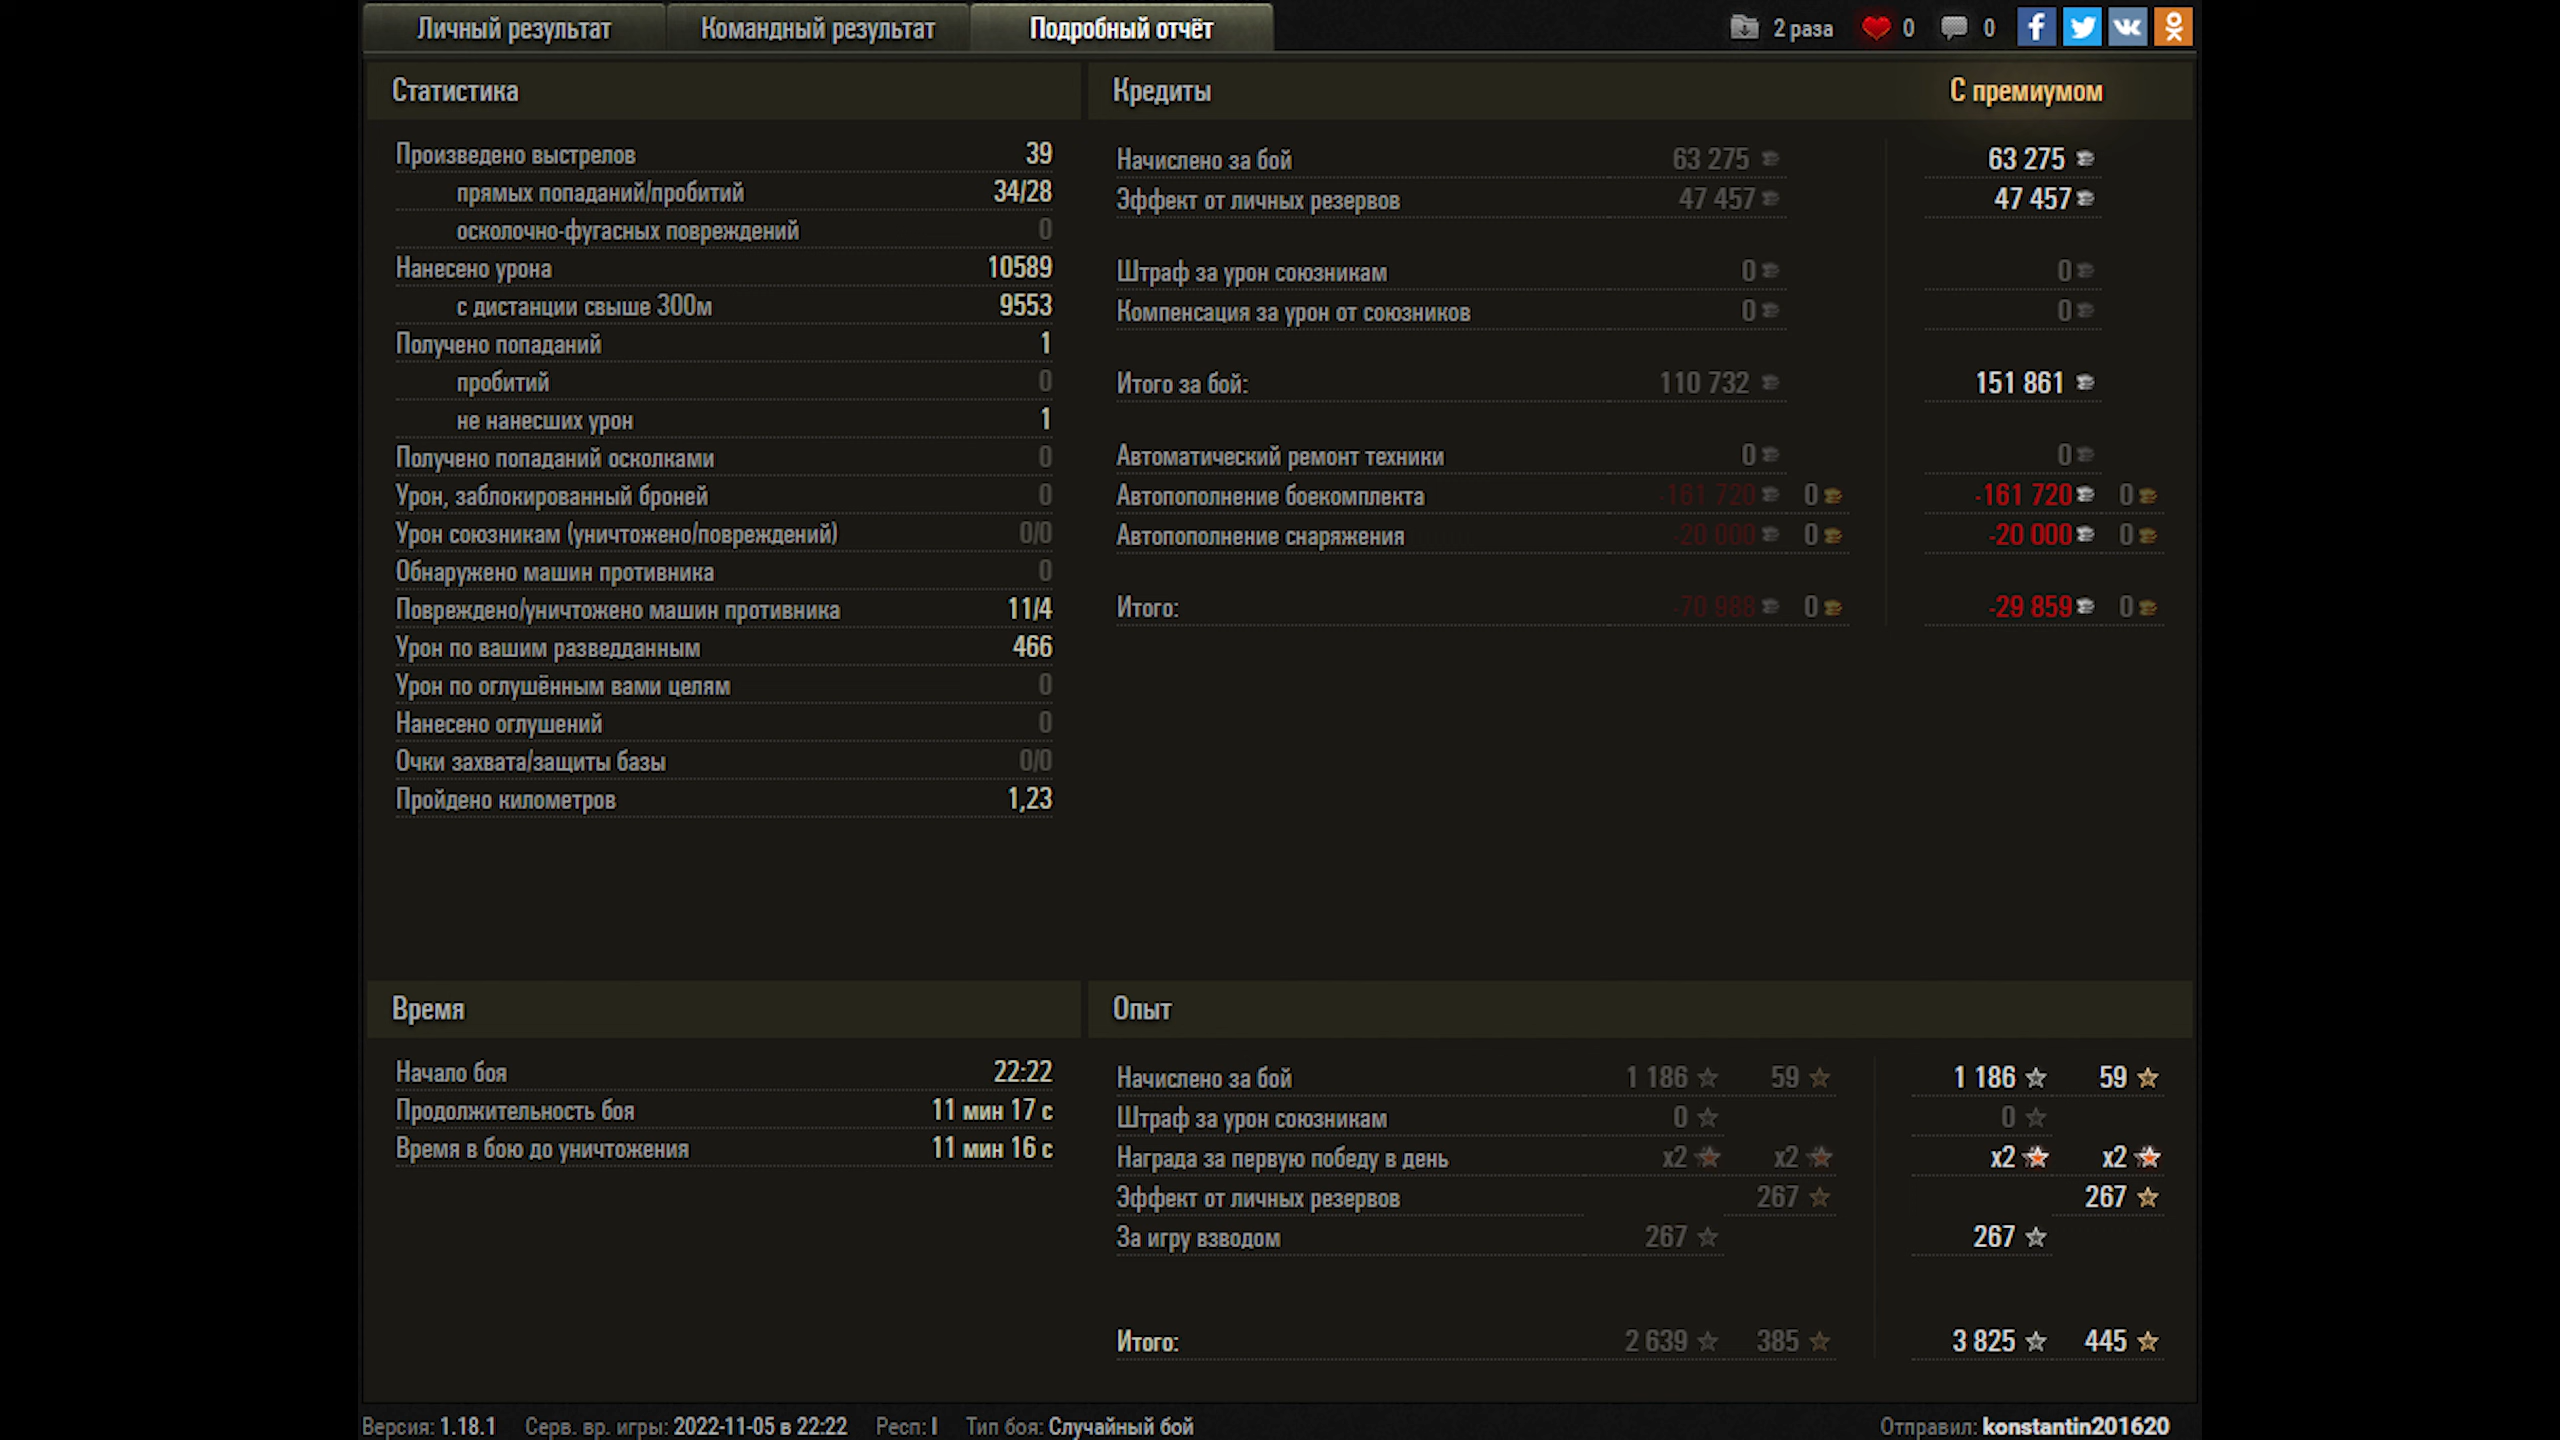 Личный результат Командный результат Подробный отчёт 2 раза 0 0
Статистика
Произведено выстрелов 39
прямых попаданий/пробитий 34/28
осколочно-фугасных повреждений 0
Нанесено урона 10589
с дистанции свыше 300м 9553
Получено попаданий 1
пробитий 0
не нанесших урон 1
Получено попаданий осколками 0
Урон, заблокированный броней 0
Урон союзникам (уничтожено/повреждений) 0/0
Обнаружено машин противника 0
Повреждено/уничтожено машин противника 11/4
Урон по вашим разведданным 466
Урон по оглушённым вами целям 0
Нанесено оглушений 0
Очки захвата/защиты базы 0/0
Пройдено километров 1,23
Кредиты С премиумом
Начислено за бой 63 275 63 275
Эффект от личных резервов 47 457 47 457
Штраф за урон союзникам 0 0
Компенсация за урон от союзников 0 0
Итого за бой: 110 732 151 861
Автоматический ремонт техники 0 0
Автопополнение боекомплекта -161 720 0 -161 720 0
Автопополнение снаряжения -20 000 0 -20 000 0
Итого: -70 988 0 -29 859 0
Время
Начало боя 22:22
Продолжительность боя 11 мин 17 с
Время в бою до уничтожения 11 мин 16 с
Опыт
Начислено за бой 1 186 59 1 186 59
Штраф за урон союзникам 0 0
Награда за первую победу в день x2 x2 x2 x2
Эффект от личных резервов 267 267
За игру взводом 267 267
Итого: 2 639 385 3 825 445
Версия: 1.18.1 Серв. вр. игры: 2022-11-05 в 22:22 Респ: I Тип боя: Случайный бой Отправил: konstantin201620